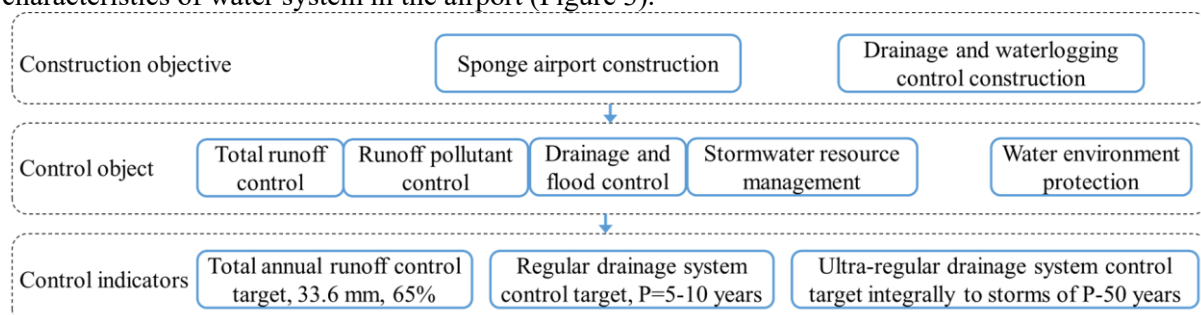 characteristics of water system in the airport (Figure 3).
Construction objective
Sponge airport construction
Drainage and waterlogging
control construction
Control object
Total runoff
control
Runoff pollutant
control
Drainage and
flood control
Stormwater resource
management
Water environment
protection
Control indicators
Total annual runoff control
target, 33.6 mm, 65%
Regular drainage system
control target, P=5-10 years
Ultra-regular drainage system control
target integrally to storms of P-50 years